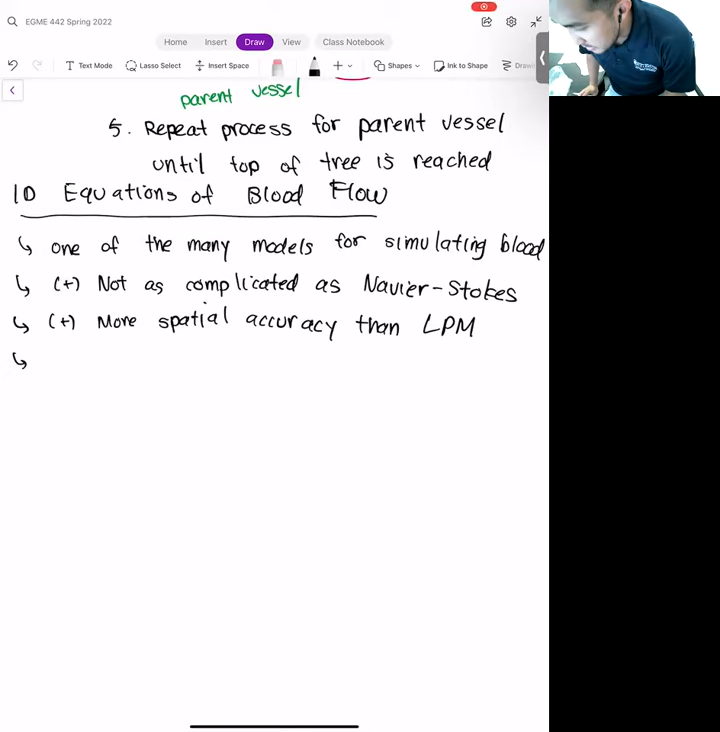 EGME 442 Spring 2022
Home Insert Draw View Class Notebook
Text Mode Lasso Select Insert Space Shapes Ink to Shape Draw
parent vessel
5. Repeat process for parent vessel
until top of tree is reached
1D Equations of Blood Flow
↳ one of the many models for simulating blood
↳ (+) Not as complicated as Navier-Stokes
↳ (+) More spatial accuracy than LPM
↳